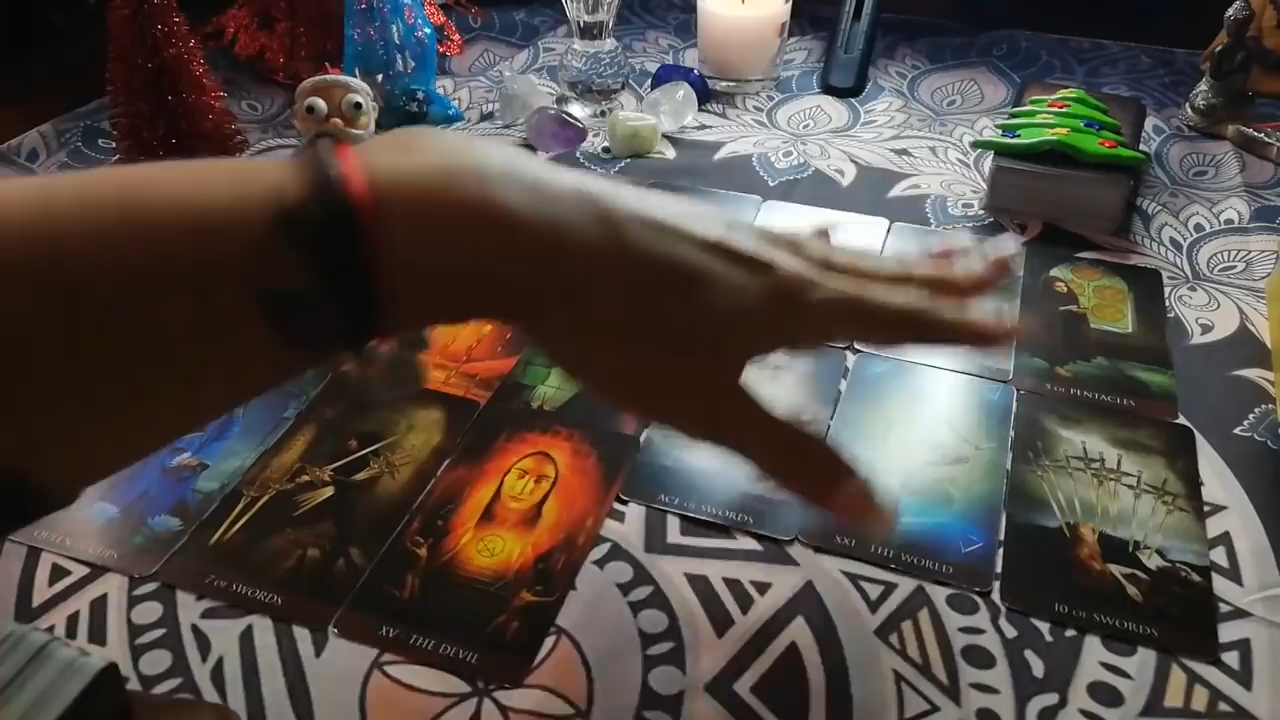 5 OF PENTACLES
ACE OF SWORDS
XXI THE WORLD
10 OF SWORDS
QUEEN OF CUPS
7 OF SWORDS
XV THE DEVIL